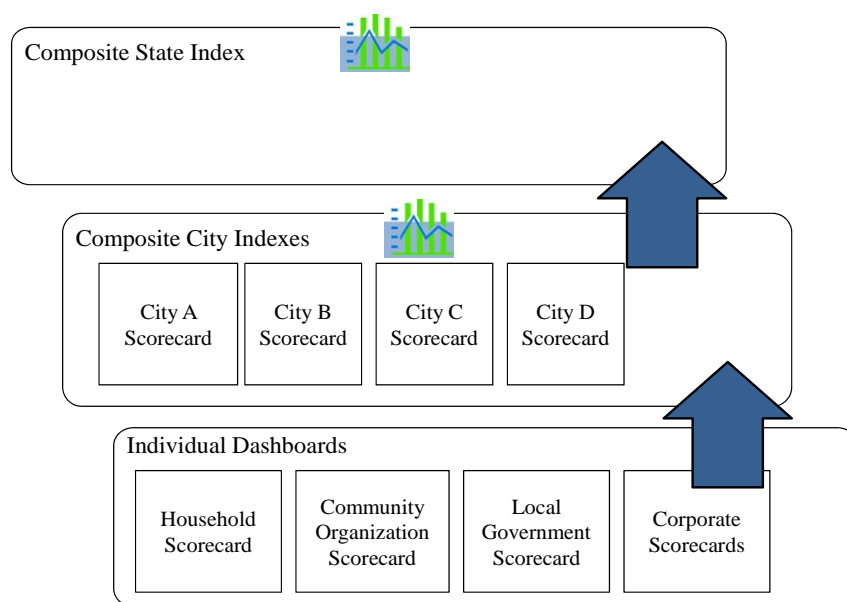 Composite State Index
Composite City Indexes
City A
Scorecard
City B
Scorecard
City C
Scorecard
City D
Scorecard
Individual Dashboards
Household
Scorecard
Community
Organization
Scorecard
Local
Government
Scorecard
Corporate
Scorecards